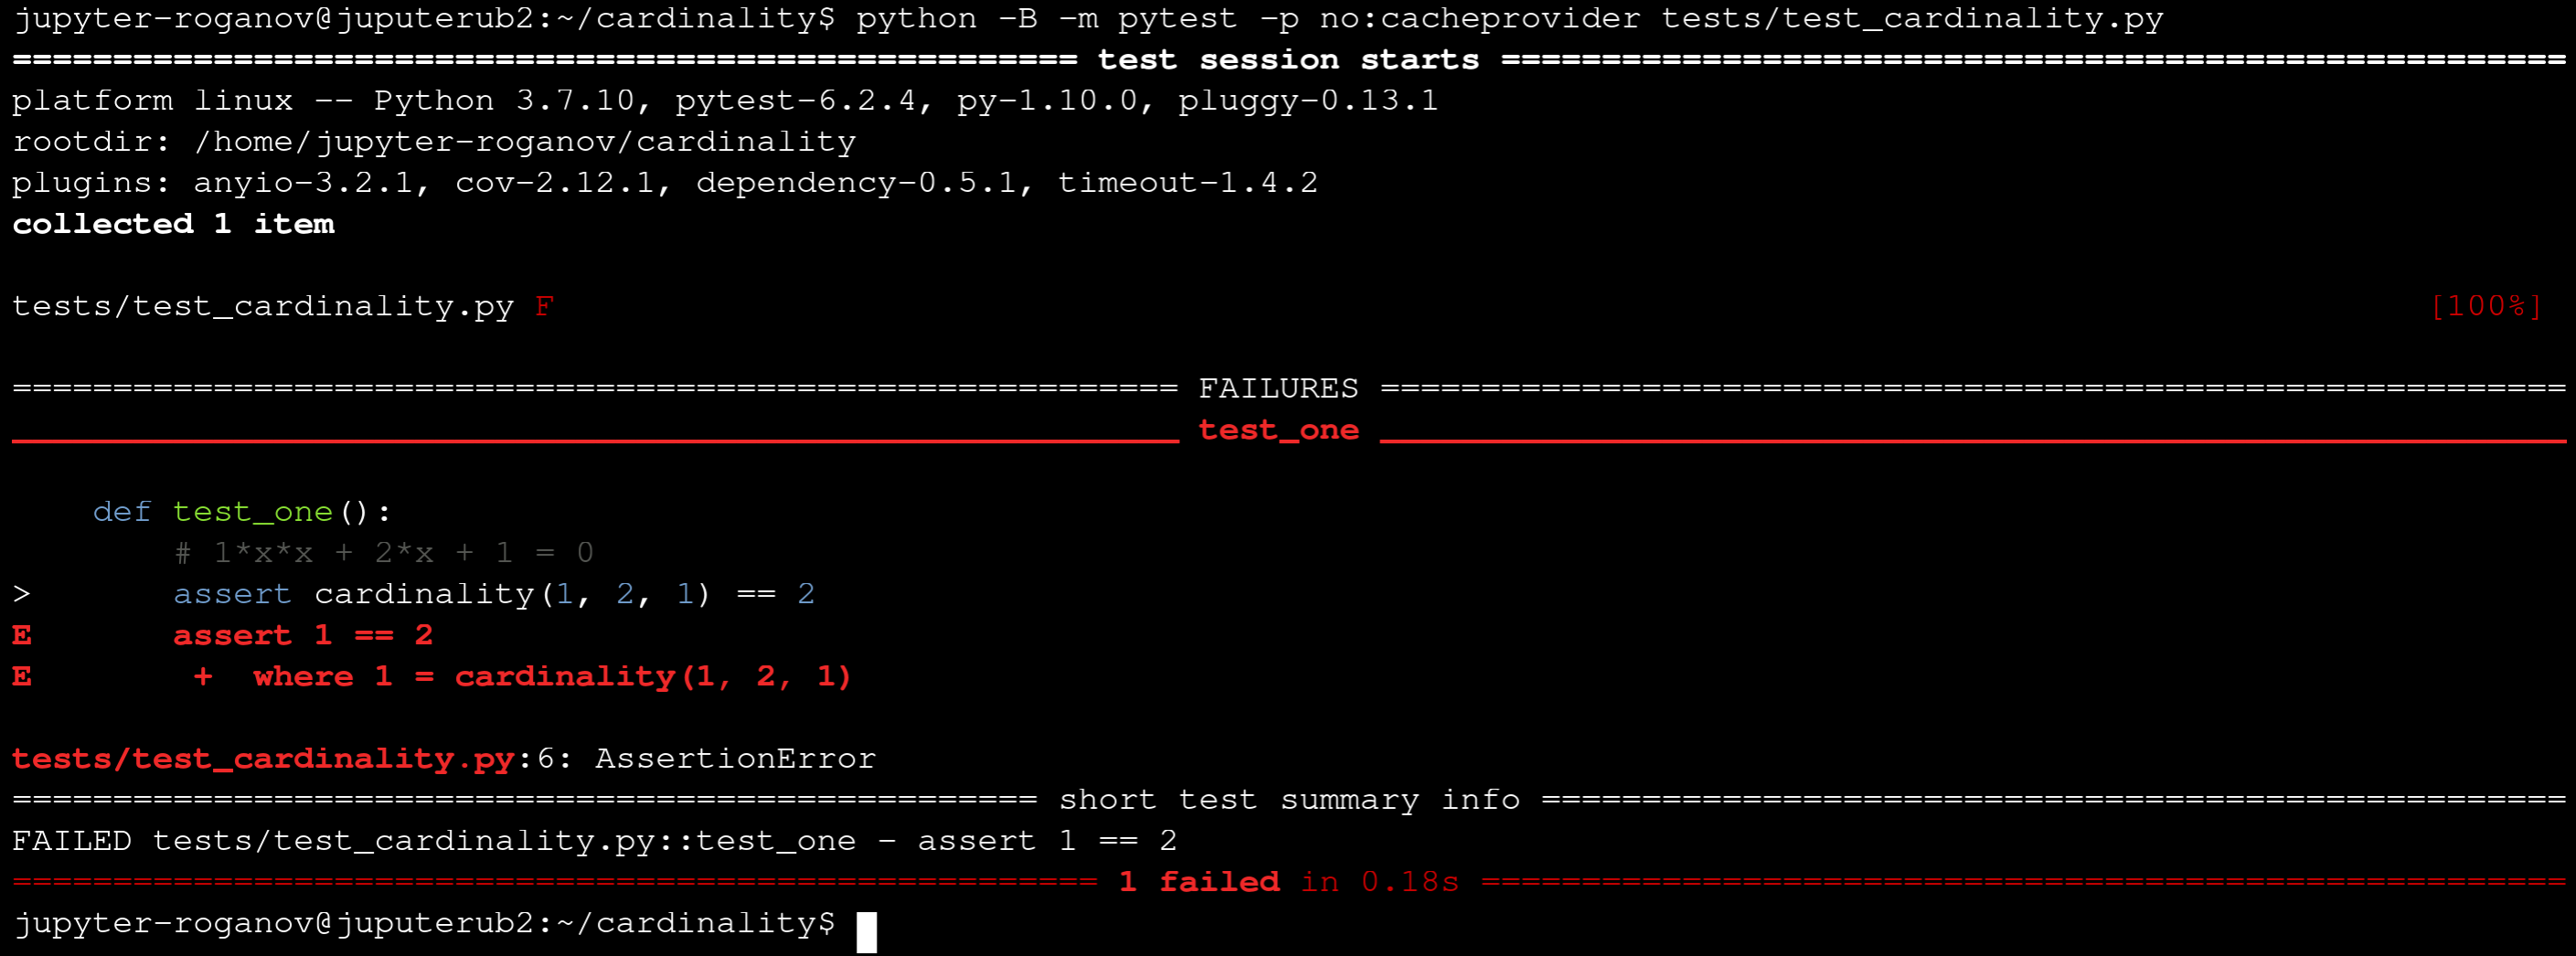 jupyter-roganov@juputerub2:~/cardinality$ python -B -m pytest -p no:cacheprovider tests/test_cardinality.py
===================================================== test session starts =====================================================
platform linux -- Python 3.7.10, pytest-6.2.4, py-1.10.0, pluggy-0.13.1
rootdir: /home/jupyter-roganov/cardinality
plugins: anyio-3.2.1, cov-2.12.1, dependency-0.5.1, timeout-1.4.2
collected 1 item

tests/test_cardinality.py F                                                                                             [100%]

========================================================== FAILURES ===========================================================
__________________________________________________________ test_one ___________________________________________________________

    def test_one():
        # 1*x*x + 2*x + 1 = 0
>       assert cardinality(1, 2, 1) == 2
E       assert 1 == 2
E        +  where 1 = cardinality(1, 2, 1)

tests/test_cardinality.py:6: AssertionError
=================================================== short test summary info ===================================================
FAILED tests/test_cardinality.py::test_one - assert 1 == 2
====================================================== 1 failed in 0.18s ======================================================
jupyter-roganov@juputerub2:~/cardinality$